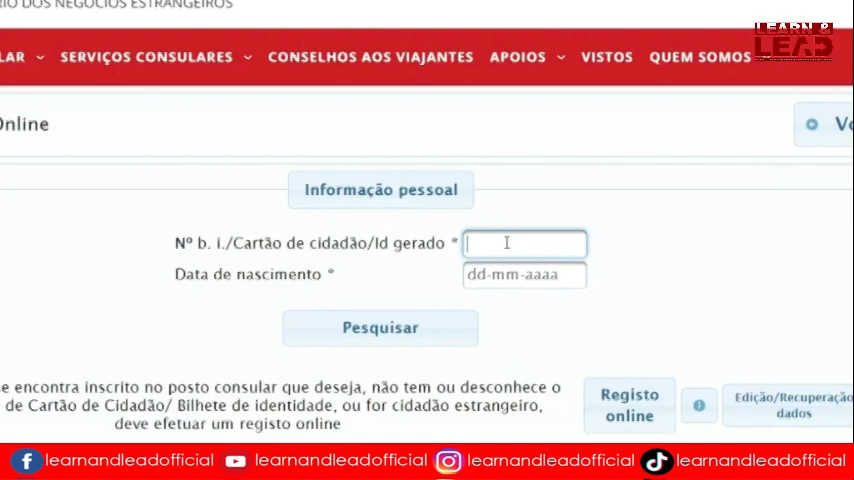 RIO DOS NEGÓCIOS ESTRANGEIROS
LEARN &
LEAD
LAR SERVIÇOS CONSULARES CONSELHOS AOS VIAJANTES APOIOS VISTOS QUEM SOMOS
Online
Vo
Informação pessoal
Nº b. i./Cartão de cidadão/Id gerado *
Data de nascimento * dd-mm-aaaa
Pesquisar
se encontra inscrito no posto consular que deseja, não tem ou desconhece o
de Cartão de Cidadão/ Bilhete de identidade, ou for cidadão estrangeiro,
deve efetuar um registo online
Registo
online
Edição/Recuperação
dados
learnandleadofficial learnandleadofficial learnandleadofficial learnandleadofficial